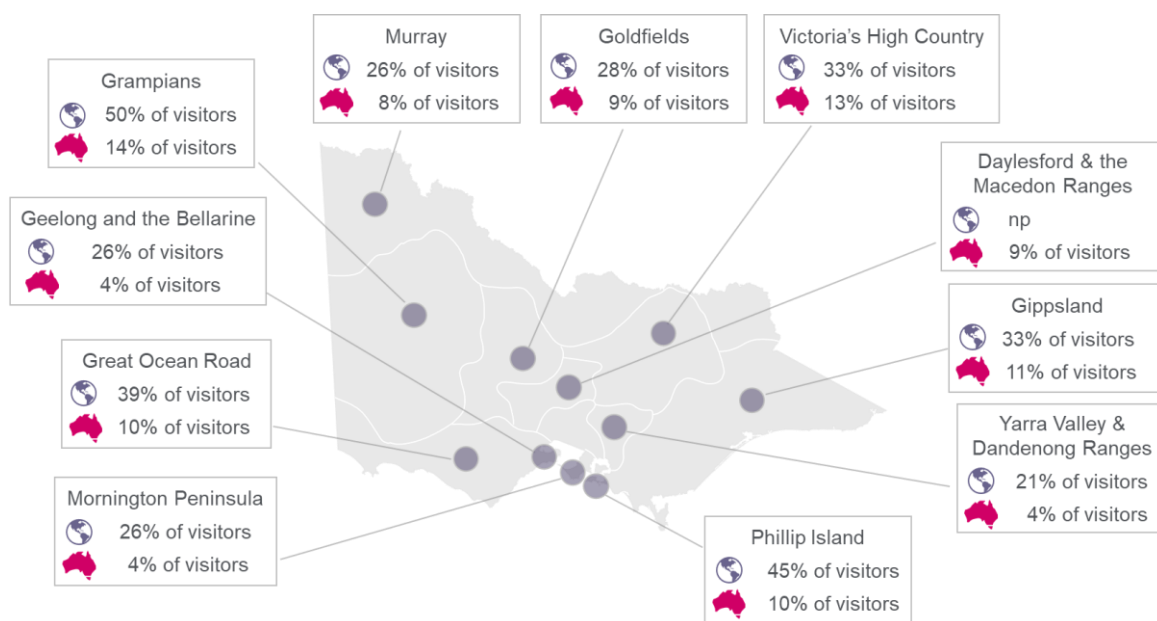 Murray
26% of visitors
8% of visitors
Goldfields
28% of visitors
9% of visitors
Victoria's High Country
33% of visitors
13% of visitors
Grampians
50% of visitors
14% of visitors
Daylesford & the
Macedon Ranges
np
9% of visitors
Geelong and the Bellarine
26% of visitors
4% of visitors
Gippsland
33% of visitors
11% of visitors
Great Ocean Road
39% of visitors
10% of visitors
Yarra Valley &
Dandenong Ranges
21% of visitors
4% of visitors
Mornington Peninsula
26% of visitors
4% of visitors
Phillip Island
45% of visitors
10% of visitors